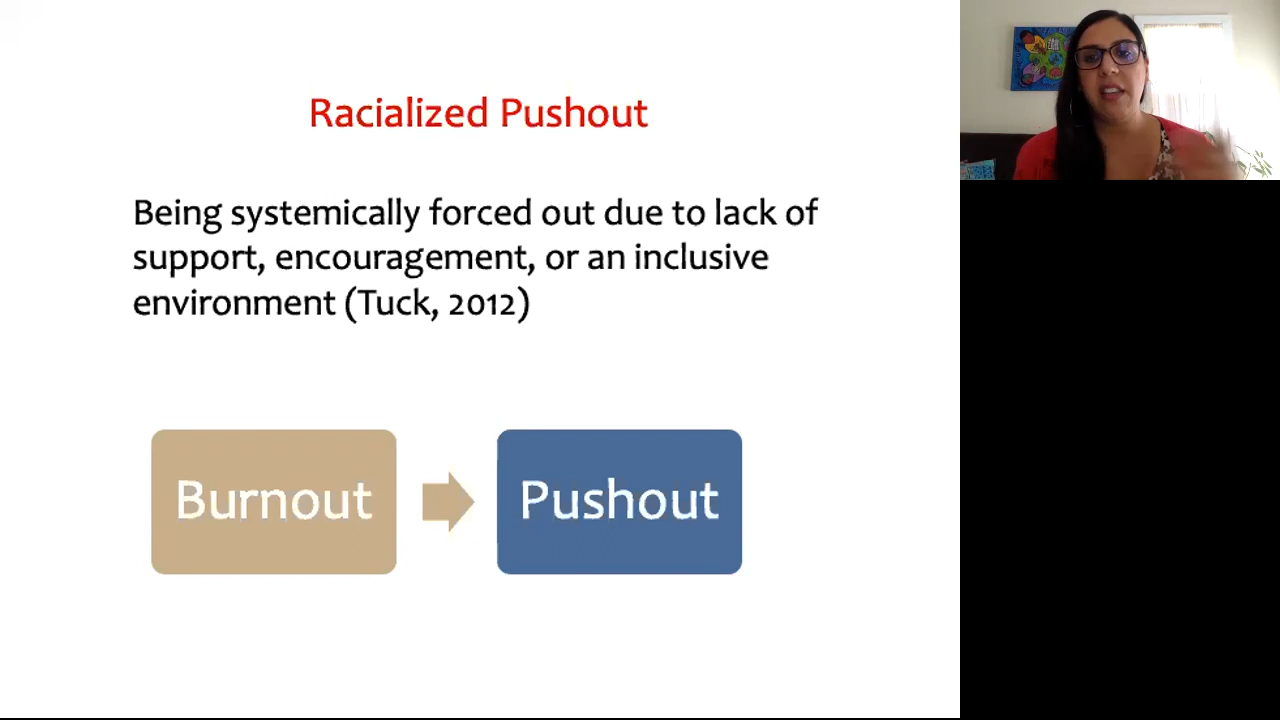 Racialized Pushout
Being systemically forced out due to lack of
support, encouragement, or an inclusive
environment (Tuck, 2012)
Burnout
Pushout